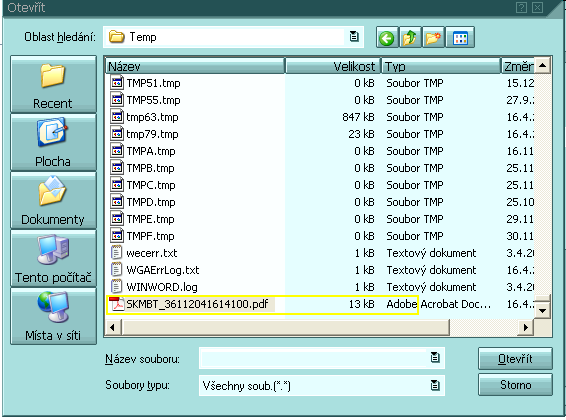 Otevřít
Oblast hledání: Temp
Název Velikost Typ Změn
TMP51.tmp 0 kB Soubor TMP 15.12
TMP55.tmp 0 kB Soubor TMP 27.9.2
tmp63.tmp 847 kB Soubor TMP 16.4.2
tmp79.tmp 23 kB Soubor TMP 16.4.2
TMPA.tmp 0 kB Soubor TMP 16.11
TMPB.tmp 0 kB Soubor TMP 25.11
TMPC.tmp 0 kB Soubor TMP 25.11
TMPD.tmp 0 kB Soubor TMP 25.10
TMPE.tmp 0 kB Soubor TMP 29.11
TMPF.tmp 0 kB Soubor TMP 30.11
wecerr.txt 1 kB Textový dokument 3.4.20
WGAErrLog.txt 1 kB Textový dokument 16.4.2
WINWORD.log 1 kB Textový dokument 3.4.20
SKMBT_36112041614100.pdf 13 kB Adobe Acrobat Doc... 16.4.2
Recent
Plocha
Dokumenty
Tento počítač
Místa v síti
Název souboru: Otevřít
Soubory typu: Všechny soub.(*.*) Storno